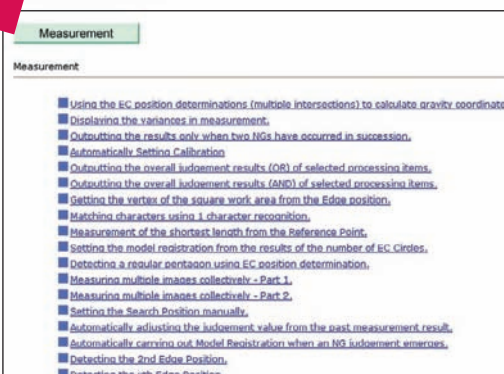 Measurement
Measurement
Using the EC position determinations (multiple intersections) to calculate gravity coordinate
Displaying the variances in measurement.
Outputting the results only when two NGs have occurred in succession.
Automatically Setting Calibration
Outputting the overall judgement results (OR) of selected processing items.
Outputting the overall judgement results (AND) of selected processing items.
Getting the vertex of the square work area from the Edge position.
Matching characters using 1 character recognition.
Measurement of the shortest length from the Reference Point.
Setting the model registration from the results of the number of EC Circles.
Detecting a regular pentagon using EC position determination.
Measuring multiple images collectively - Part 1.
Measuring multiple images collectively - Part 2.
Setting the Search Position manually.
Automatically adjusting the judgement value from the past measurement result.
Automatically carrying out Model Registration when an NG judgement emerges.
Detecting the 2nd Edge Position.
Detecting the Edge Position